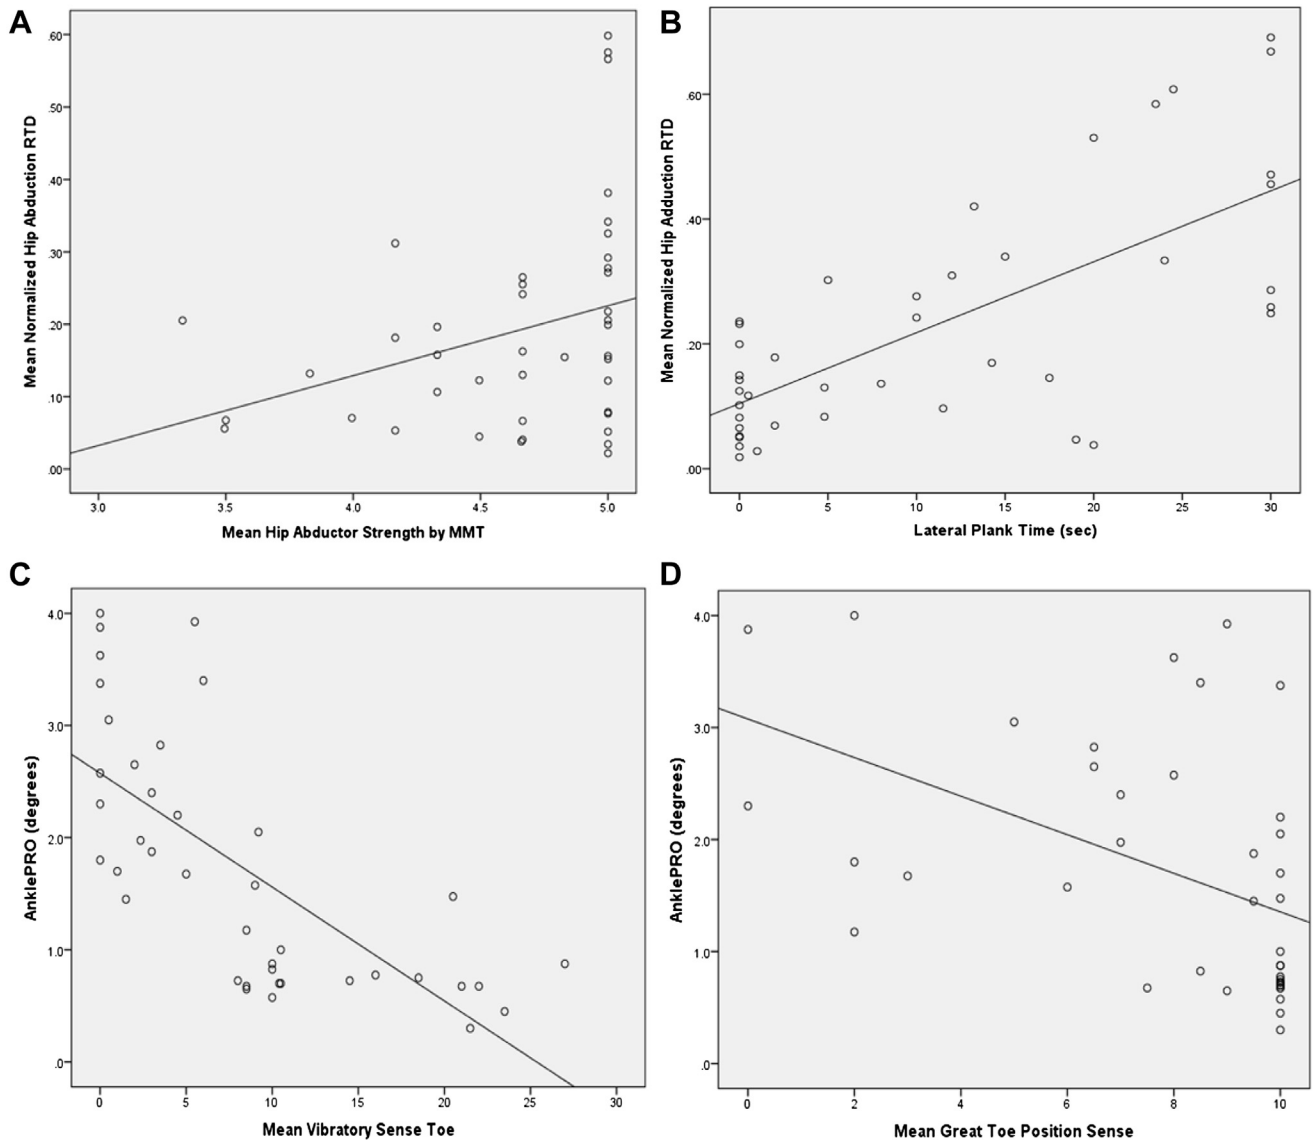 A
Mean Normalized Hip Abduction RTD
.60
.50
.40
.30
.20
.10
.00
3.0 3.5 4.0 4.5 5.0
Mean Hip Abductor Strength by MMT
B
Mean Normalized Hip Adduction RTD
.60
.40
.20
.00
0 5 10 15 20 25 30
Lateral Plank Time (sec)
C
AnklePRO (degrees)
4.0
3.0
2.0
1.0
.0
0 5 10 15 20 25 30
Mean Vibratory Sense Toe
D
AnklePRO (degrees)
4.0
3.0
2.0
1.0
.0
0 2 4 6 8 10
Mean Great Toe Position Sense